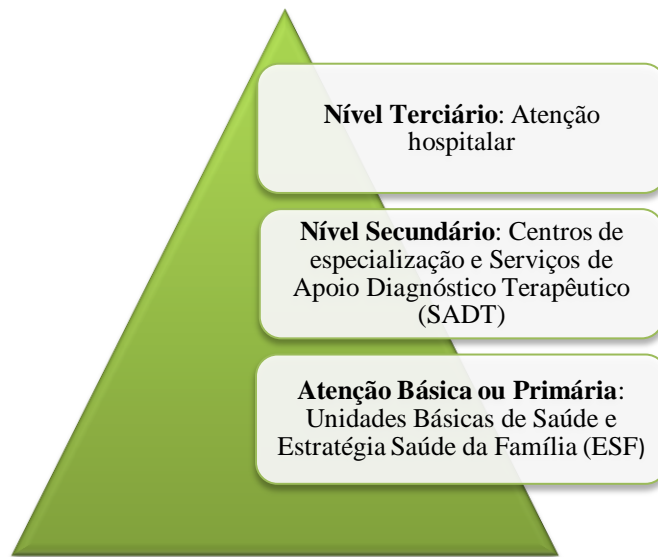 Nível Terciário: Atenção
hospitalar
Nível Secundário: Centros de
especialização e Serviços de
Apoio Diagnóstico Terapêutico
(SADT)
Atenção Básica ou Primária:
Unidades Básicas de Saúde e
Estratégia Saúde da Família (ESF)